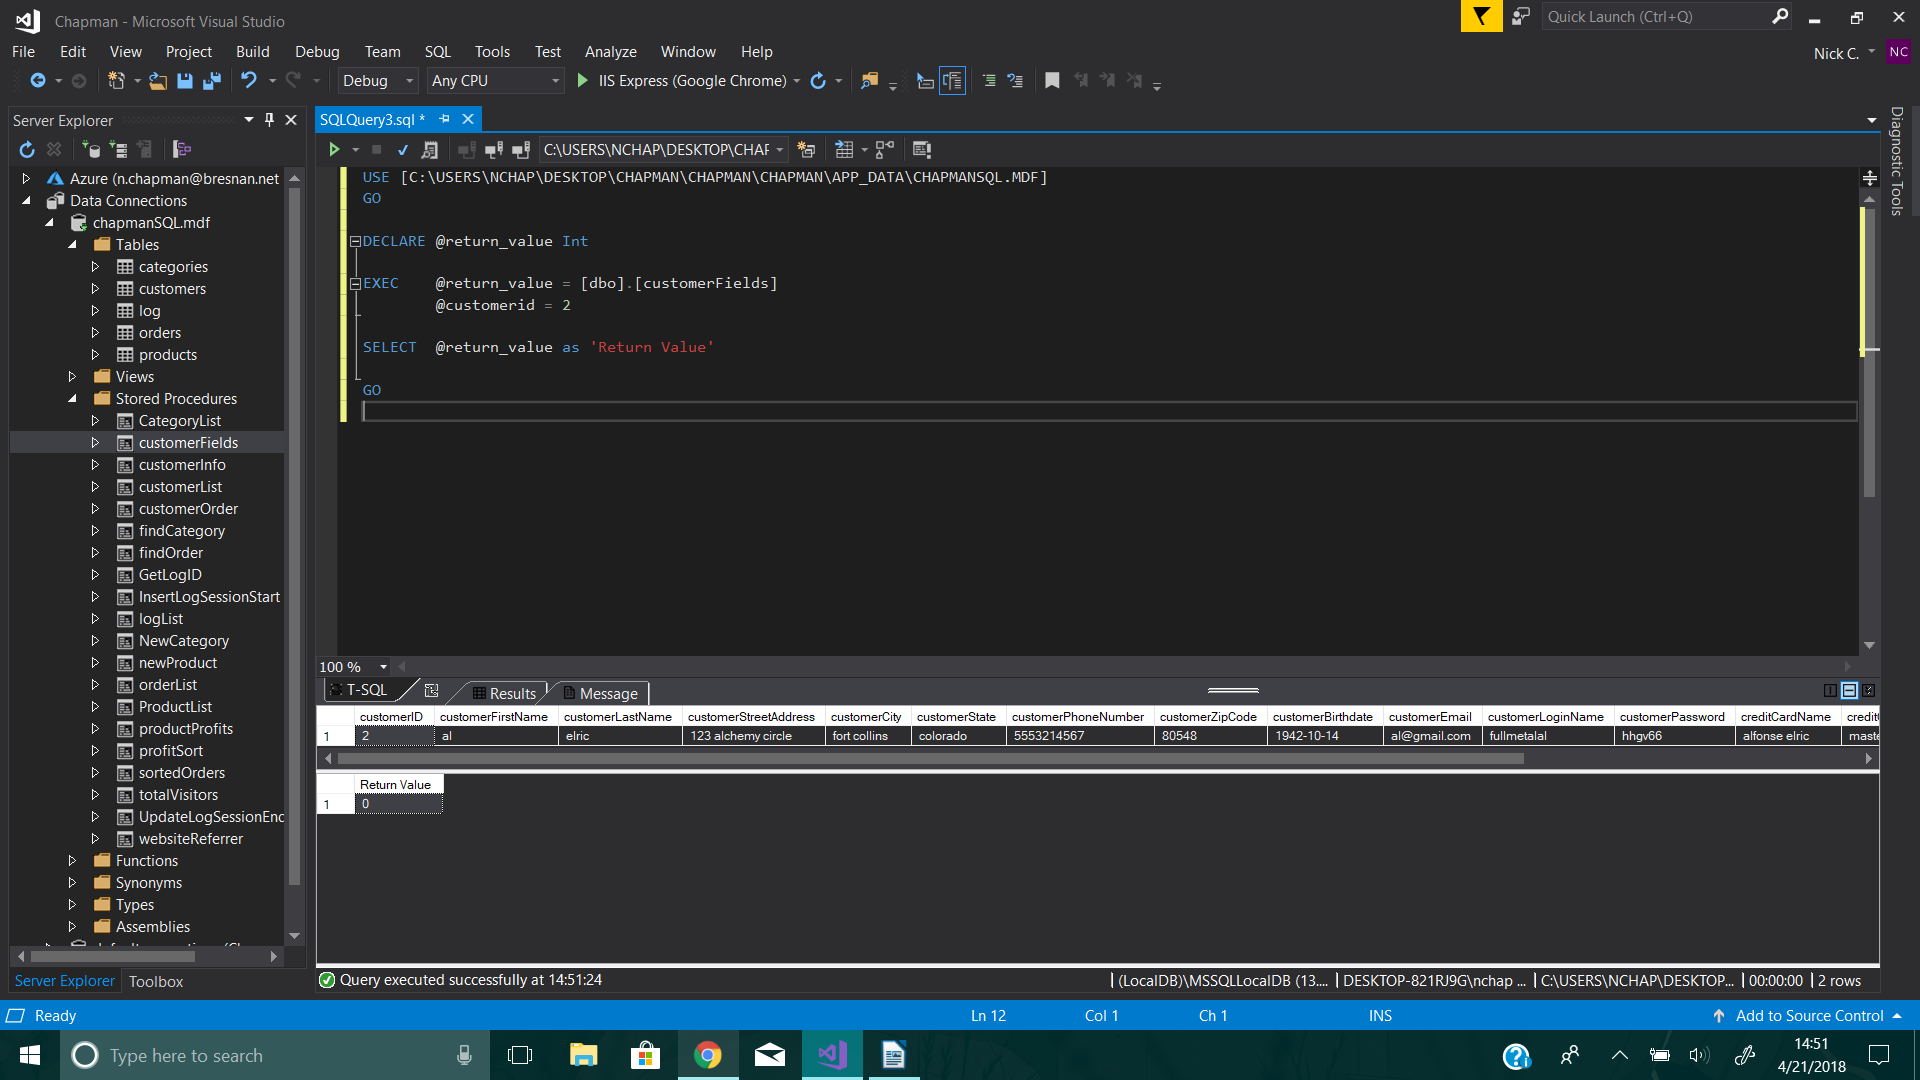 Chapman - Microsoft Visual Studio
Quick Launch (Ctrl+Q)
File Edit View Project Build Debug Team SQL Tools Test Analyze Window Help
Nick C. NC
Debug Any CPU IIS Express (Google Chrome)
Server Explorer
SQLQuery3.sql *
Diagnostic Tools
C:\USERS\NCHAP\DESKTOP\CHAP
Azure (n.chapman@bresnan.net
Data Connections
chapmanSQL.mdf
Tables
categories
customers
log
orders
products
Views
Stored Procedures
CategoryList
customerFields
customerInfo
customerList
customerOrder
findCategory
findOrder
GetLogID
InsertLogSessionStart
logList
NewCategory
newProduct
orderList
ProductList
productProfits
profitSort
sortedOrders
totalVisitors
UpdateLogSessionEnd
websiteReferrer
Functions
Synonyms
Types
Assemblies
Server Explorer Toolbox
USE [C:\USERS\NCHAP\DESKTOP\CHAPMAN\CHAPMAN\CHAPMAN\APP_DATA\CHAPMANSQL.MDF]
GO
DECLARE @return_value Int
EXEC @return_value = [dbo].[customerFields]
@customerid = 2
SELECT @return_value as 'Return Value'
GO
100 %
T-SQL Results Message
customerID customerFirstName customerLastName customerStreetAddress customerCity customerState customerPhoneNumber customerZipCode customerBirthdate customerEmail customerLoginName customerPassword creditCardName
1 2 al elric 123 alchemy circle fort collins colorado 5553214567 80548 1942-10-14 al@gmail.com fullmetalal hhgv66 alfonse elric
Return Value
1 0
Query executed successfully at 14:51:24
(LocalDB)\MSSQLLocalDB (13.... DESKTOP-821RJ9G\nchap ... C:\USERS\NCHAP\DESKTOP... 00:00:00 2 rows
Ready Ln 12 Col 1 Ch 1 INS Add to Source Control
Type here to search
14:51
4/21/2018